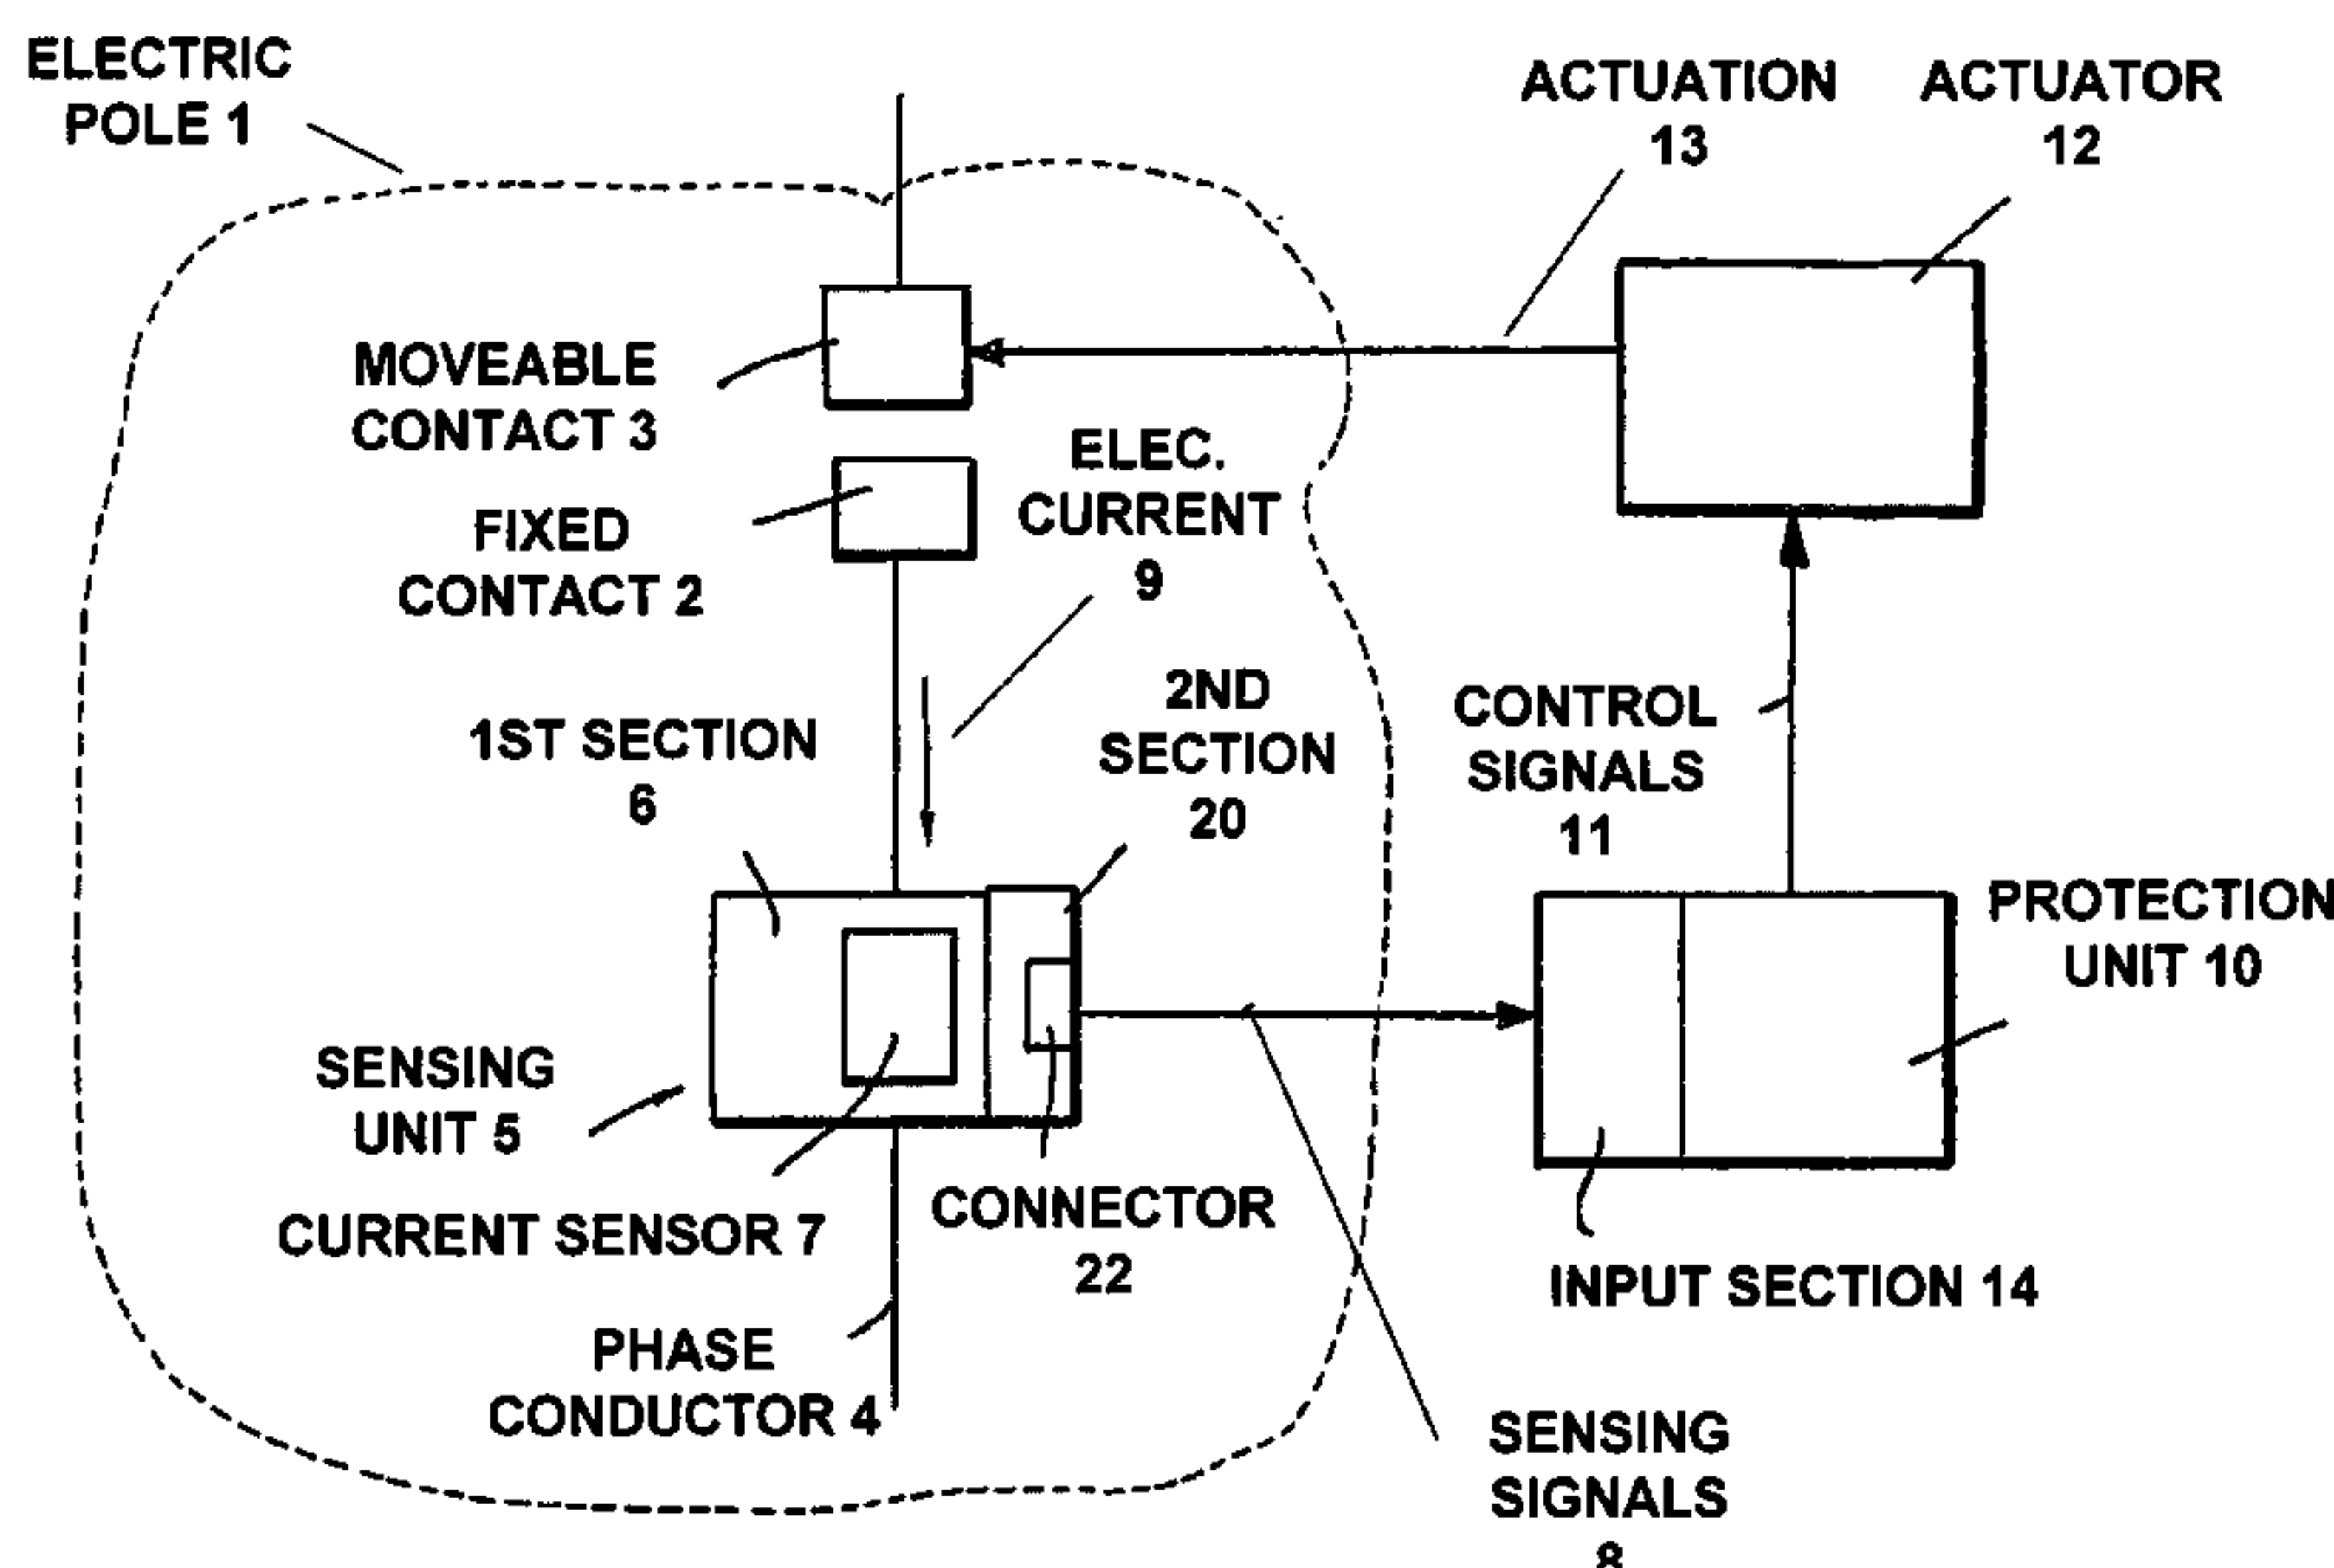 ELECTRIC
POLE 1
ACTUATION
13
ACTUATOR
12
MOVEABLE
CONTACT 3
FIXED
CONTACT 2
ELEC.
CURRENT
9
1ST SECTION
6
2ND
SECTION
20
CONTROL
SIGNALS
11
PROTECTION
UNIT 10
SENSING
UNIT 5
CURRENT SENSOR 7
CONNECTOR
22
INPUT SECTION 14
PHASE
CONDUCTOR 4
SENSING
SIGNALS
8